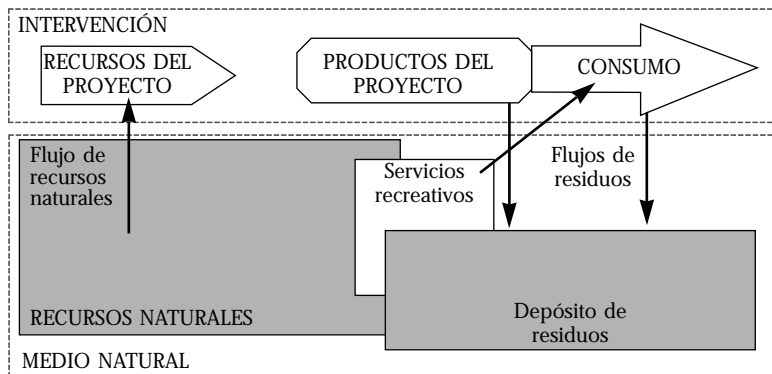 INTERVENCIÓN
RECURSOS DEL
PROYECTO
PRODUCTOS DEL
PROYECTO
CONSUMO
Flujo de
recursos
naturales
Servicios
recreativos
Flujos de
residuos
RECURSOS NATURALES
Depósito de
residuos
MEDIO NATURAL